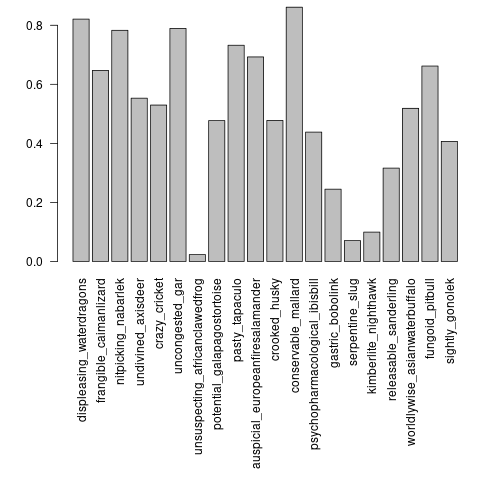 0.8
0.6
0.4
0.2
0.0
displeasing_waterdragons
frangible_caimanlizard
nitpicking_nabarlek
undivined_axisdeer
crazy_cricket
uncongested_gar
unsuspecting_africanclawedfrog
potential_galapagostortoise
pasty_tapaculo
auspicial_europeanfiresalamander
crooked_husky
conservable_mallard
psychopharmacological_ibisbill
gastric_bobolink
serpentine_slug
kimberlite_nighthawk
releasable_sanderling
worldlywise_asianwaterbuffalo
fungoid_pitbull
sightly_gonolek